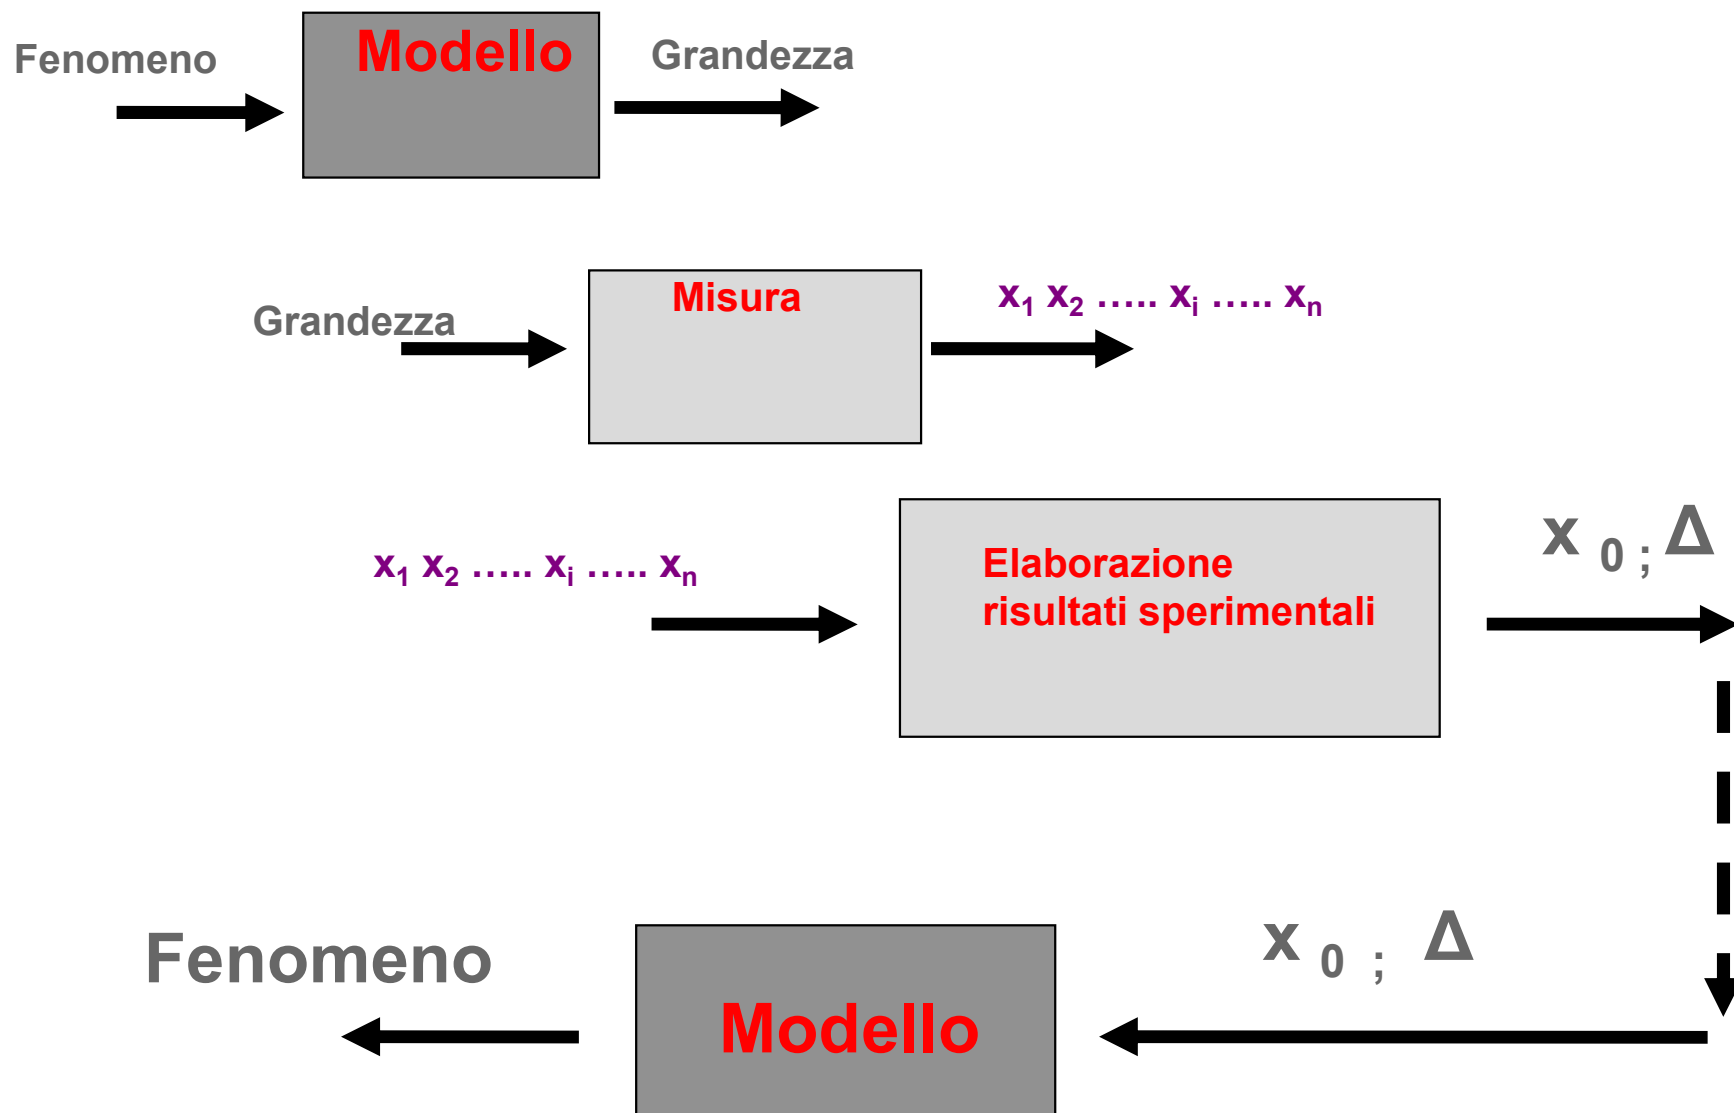 Fenomeno
Modello
Grandezza
Grandezza
Misura
x₁ x₂ ….. xᵢ ….. xₙ
x₁ x₂ ….. xᵢ ….. xₙ
Elaborazione
risultati sperimentali
x ₀ ; Δ
Fenomeno
Modello
x ₀ ; Δ